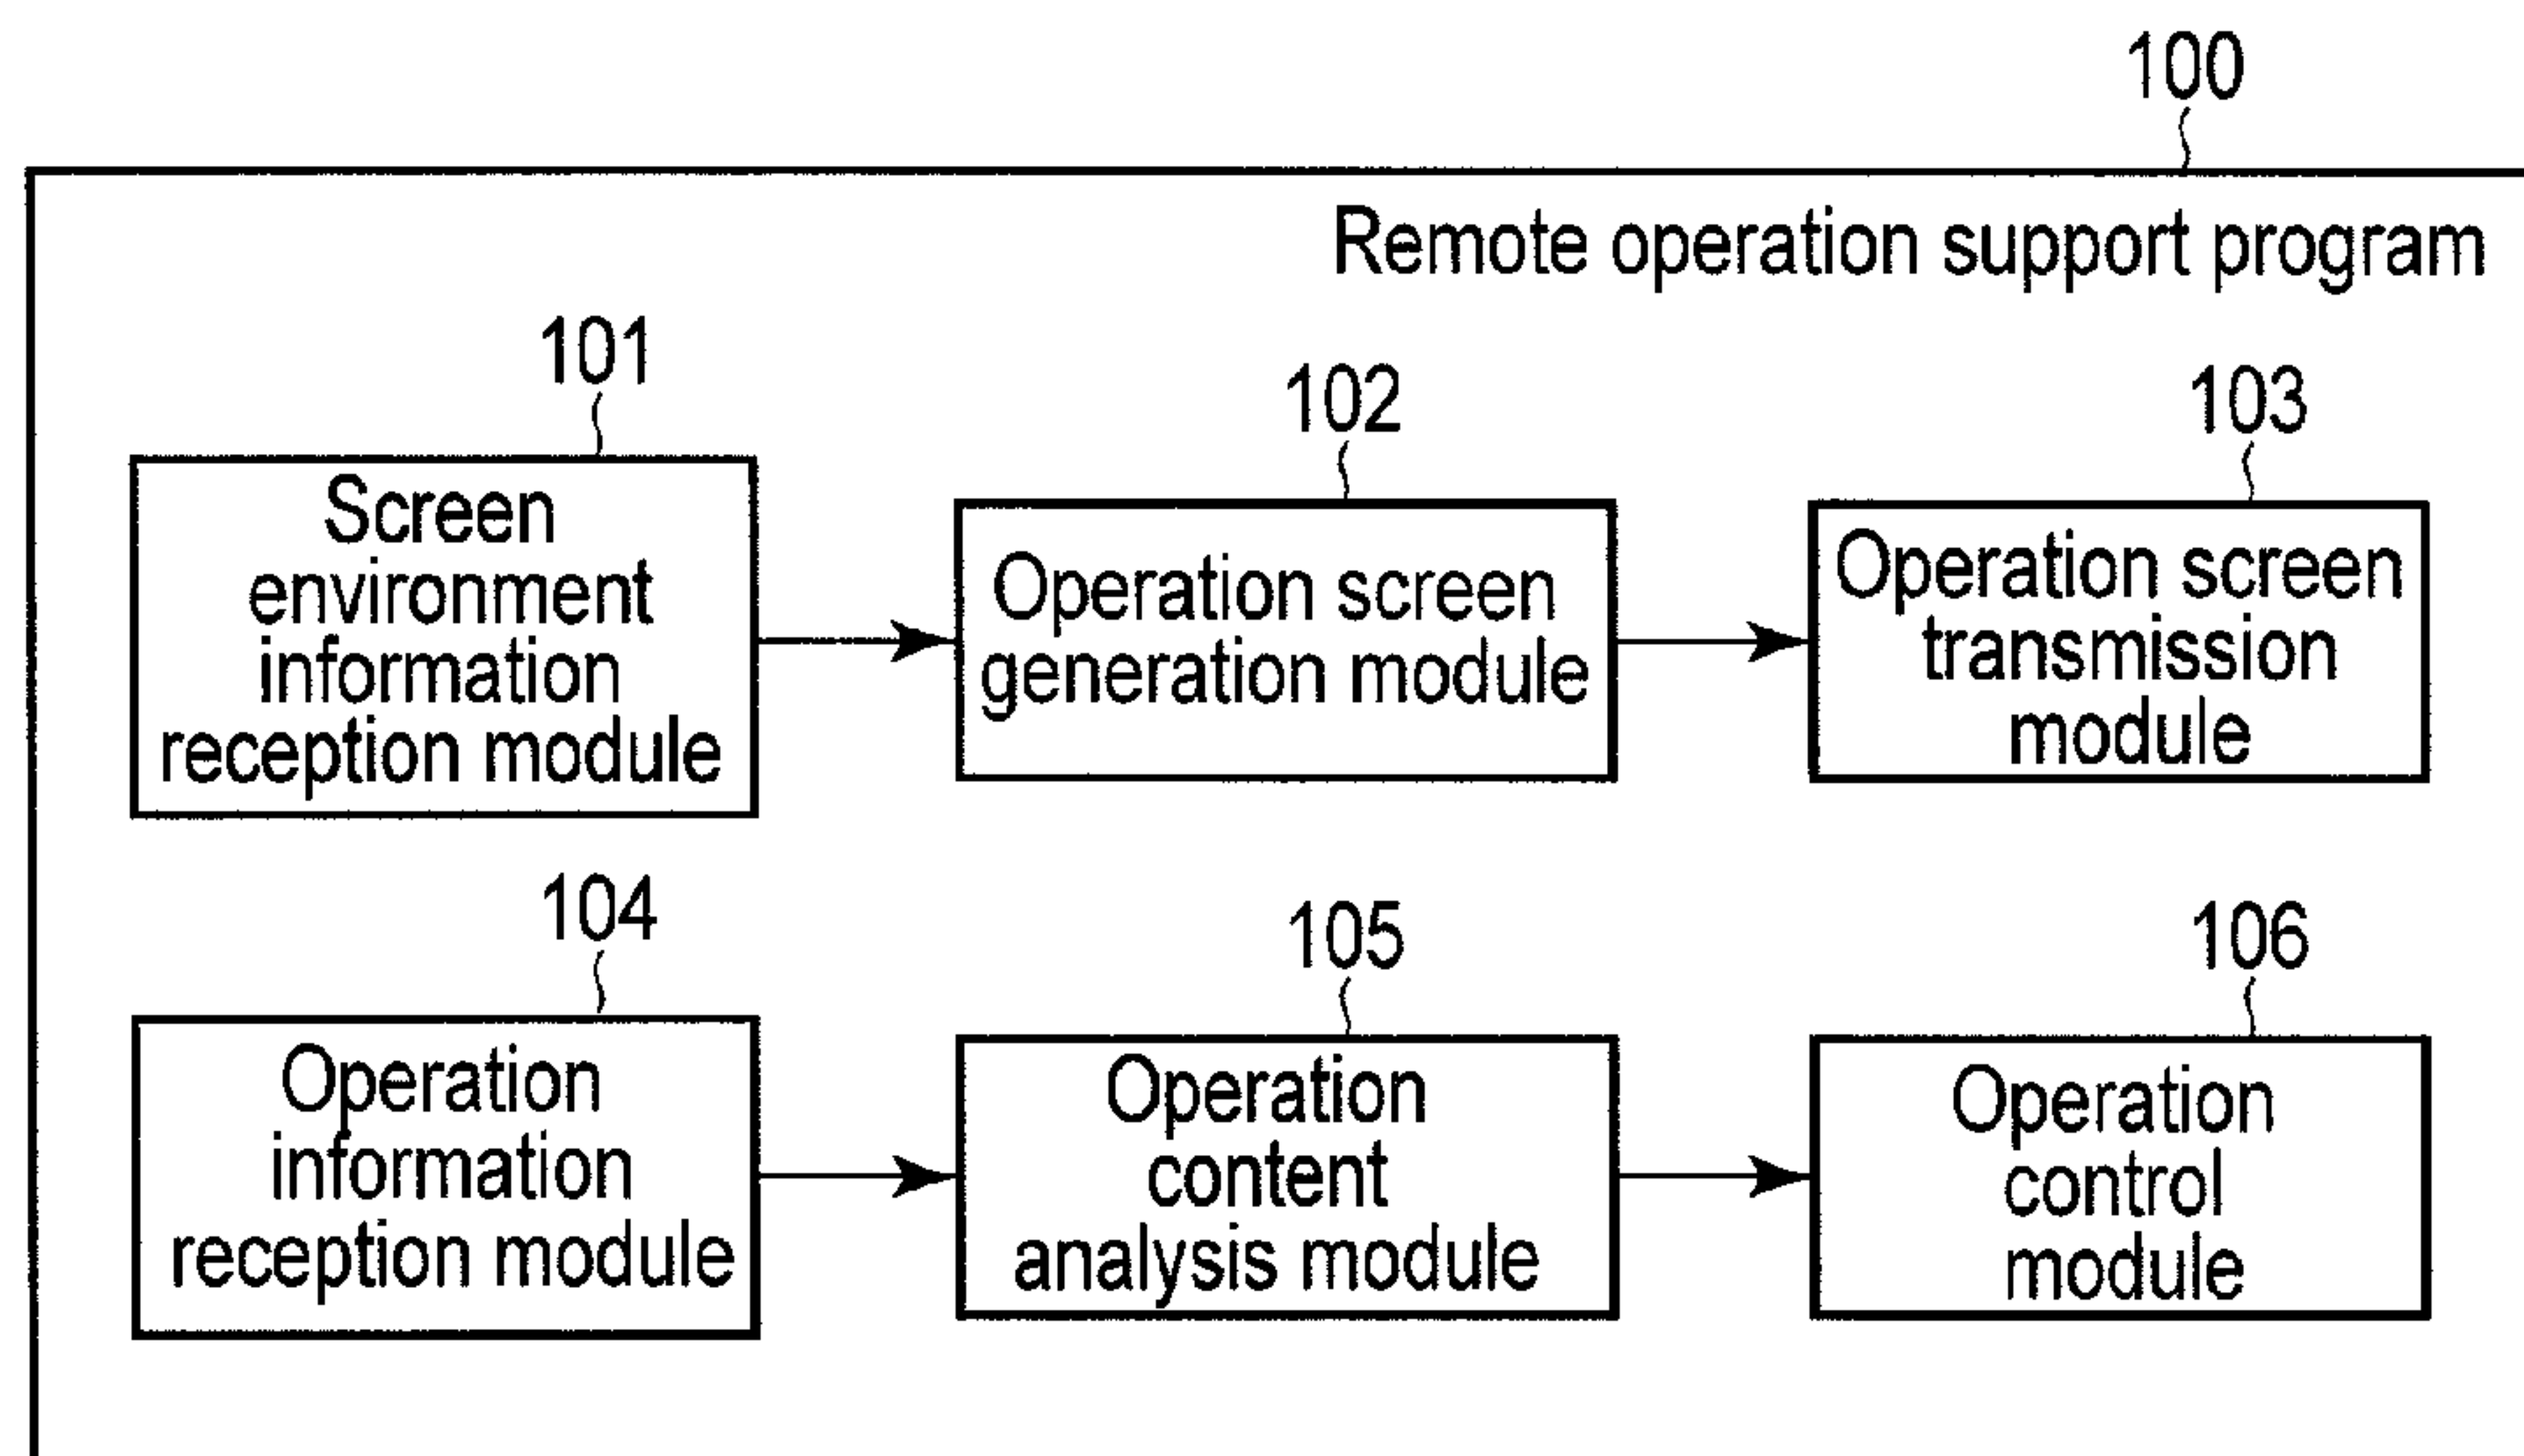 100
Remote operation support program
101
Screen
environment
information
reception module
102
Operation screen
generation module
103
Operation screen
transmission
module
104
Operation
information
reception module
105
Operation
content
analysis module
106
Operation
control
module